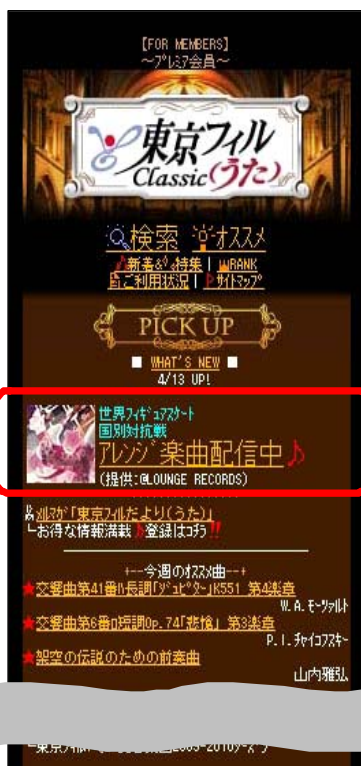 【FOR MEMBERS】
～ﾌﾟﾚﾐｱ会員～
東京フィル
Classic(うた)
検索 オススメ
新着&特集 | RANK
ご利用状況 | ｻｲﾄﾏｯﾌﾟ
PICK UP
■ WHAT'S NEW ■
4/13 UP!
世界ﾌｨｷﾞｭｱｽｹｰﾄ
国別対抗戦
ｱﾚﾝｼﾞ楽曲配信中♪
(提供:@LOUNGE RECORDS)
ﾒﾙﾏｶﾞ｢東京ﾌｨﾙだより(うた)｣
└お得な情報満載♪登録はｺﾁﾗ!!
+--今週のｵｽｽﾒ曲--+
★交響曲第41番ﾊ長調｢ｼﾞｭﾋﾟﾀｰ｣K551 第4楽章
W.A.ﾓｰﾂｧﾙﾄ
★交響曲第6番ﾛ短調Op.74｢悲愴｣ 第3楽章
P.I.ﾁｬｲｺﾌｽｷｰ
★架空の伝説のための前奏曲
山内雅弘